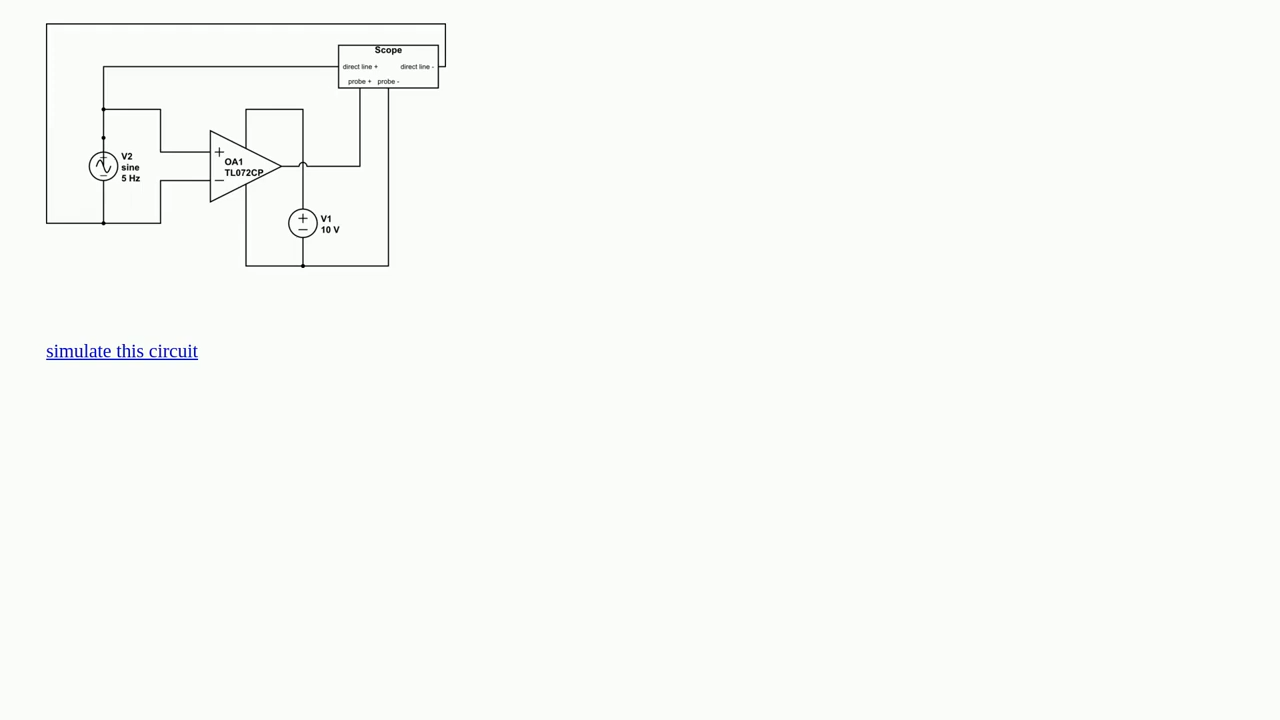 Scope
direct line +
direct line -
probe +
probe -
V2
sine
5 Hz
+
−
OA1
TL072CP
+
−
V1
10 V
simulate this circuit